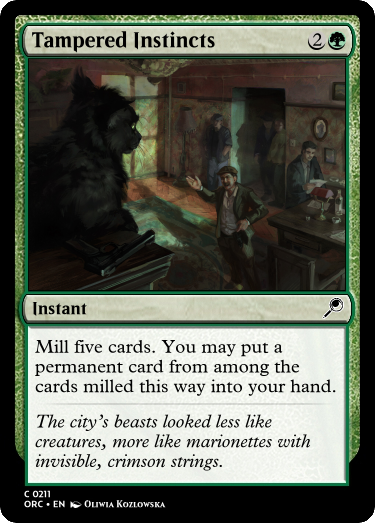 Tampered Instincts 2
Instant
Mill five cards. You may put a
permanent card from among the
cards milled this way into your hand.
The city's beasts looked less like
creatures, more like marionettes with
invisible, crimson strings.
C 0211
ORC • EN Oliwia Kozlowska